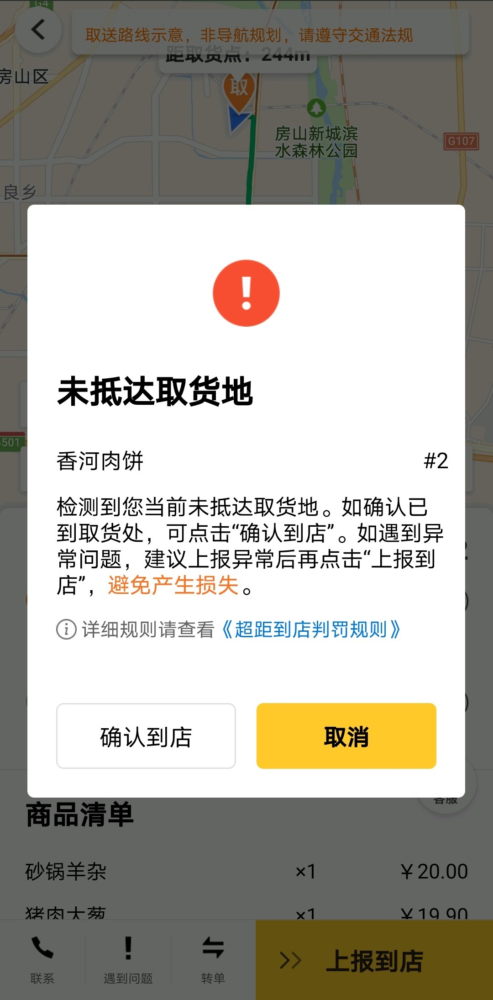 G4
取送路线示意，非导航规划，请遵守交通法规
距取货点：244m
房山区
取
房山新城滨
水森林公园
G107
良乡
未抵达取货地
501
香河肉饼 #2
检测到您当前未抵达取货地。如确认已
到取货处，可点击“确认到店”。如遇到异
常问题，建议上报异常后再点击“上报到
店”，避免产生损失。
详细规则请查看《超距到店判罚规则》
确认到店 取消
客服
商品清单
砂锅羊杂 ×1 ￥20.00
猪肉大葱 ×1 ￥19.90
联系 遇到问题 转单 上报到店